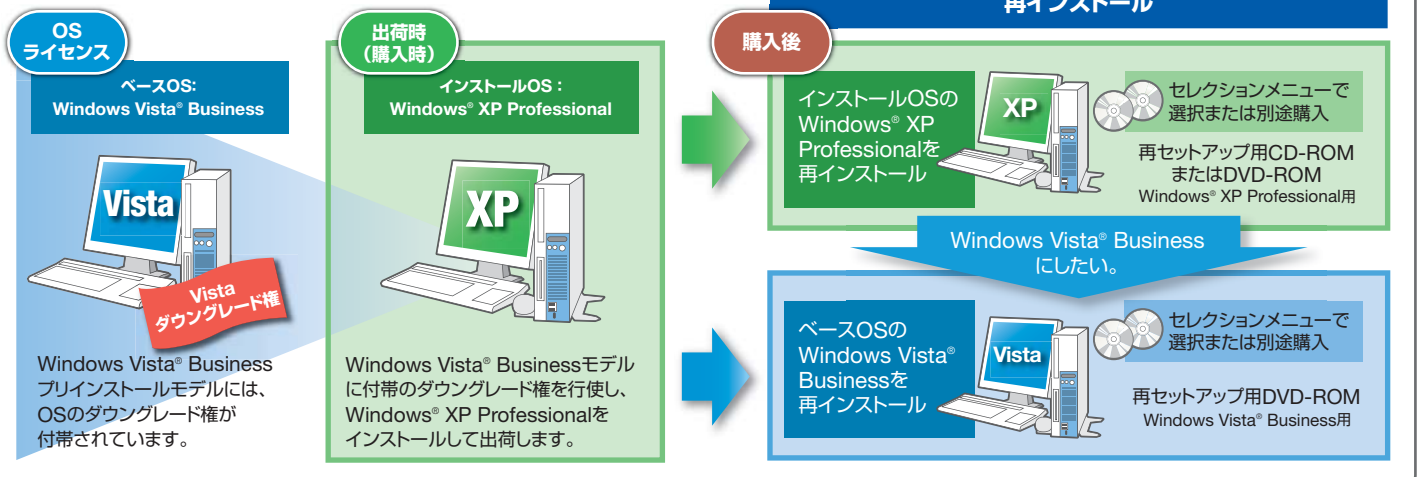 再インストール
OS
ライセンス
ベースOS:
Windows Vista® Business
Vista
Vista
ダウングレード権
Windows Vista® Business
プリインストールモデルには、
OSのダウングレード権が
付帯されています。
出荷時
(購入時)
インストールOS:
Windows® XP Professional
XP
Windows Vista® Businessモデル
に付帯のダウングレード権を行使し、
Windows® XP Professionalを
インストールして出荷します。
購入後
インストールOSの
Windows® XP
Professionalを
再インストール
XP
セレクションメニューで
選択または別途購入
再セットアップ用CD-ROM
またはDVD-ROM
Windows® XP Professional用
Windows Vista® Business
にしたい。
ベースOSの
Windows Vista®
Businessを
再インストール
Vista
セレクションメニューで
選択または別途購入
再セットアップ用DVD-ROM
Windows Vista® Business用